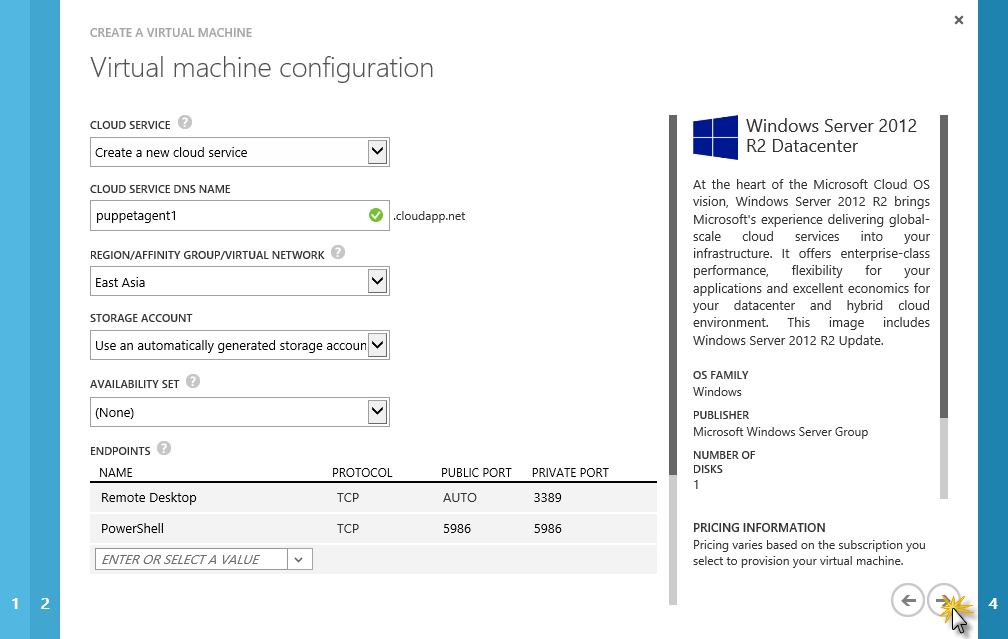 CREATE A VIRTUAL MACHINE
Virtual machine configuration
CLOUD SERVICE ?
Create a new cloud service
CLOUD SERVICE DNS NAME
puppetagent1 .cloudapp.net
REGION/AFFINITY GROUP/VIRTUAL NETWORK ?
East Asia
STORAGE ACCOUNT
Use an automatically generated storage accoun
AVAILABILITY SET ?
(None)
ENDPOINTS ?
NAME PROTOCOL PUBLIC PORT PRIVATE PORT
Remote Desktop TCP AUTO 3389
PowerShell TCP 5986 5986
ENTER OR SELECT A VALUE
Windows Server 2012
R2 Datacenter
At the heart of the Microsoft Cloud OS
vision, Windows Server 2012 R2 brings
Microsoft's experience delivering global-
scale cloud services into your
infrastructure. It offers enterprise-class
performance, flexibility for your
applications and excellent economics for
your datacenter and hybrid cloud
environment. This image includes
Windows Server 2012 R2 Update.
OS FAMILY
Windows
PUBLISHER
Microsoft Windows Server Group
NUMBER OF
DISKS
1
PRICING INFORMATION
Pricing varies based on the subscription you
select to provision your virtual machine.
1 2
4